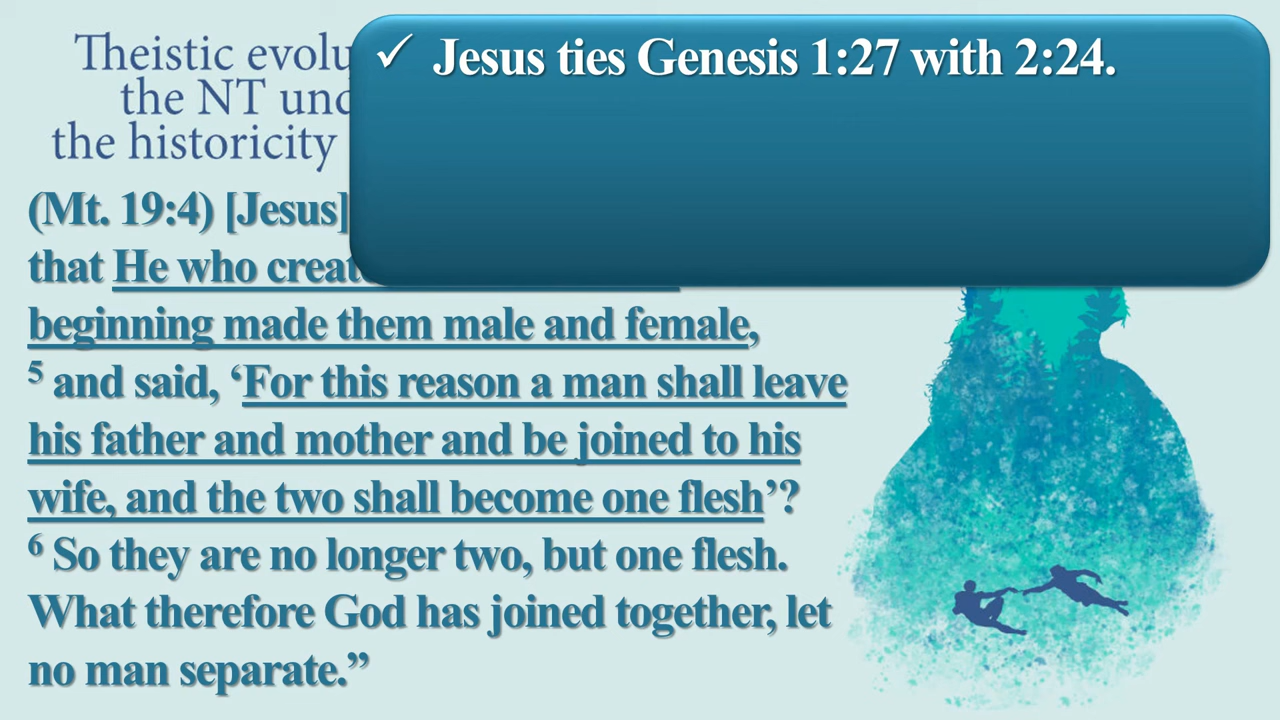 Theistic evolu
the NT und
the historicity
✓ Jesus ties Genesis 1:27 with 2:24.
(Mt. 19:4) [Jesus]
that He who creat
beginning made them male and female,
5 and said, ‘For this reason a man shall leave
his father and mother and be joined to his
wife, and the two shall become one flesh’?
6 So they are no longer two, but one flesh.
What therefore God has joined together, let
no man separate.”